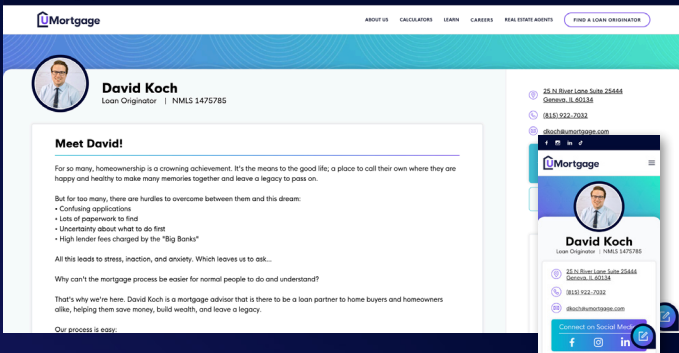 UMortgage
ABOUT US CALCULATORS LEARN CAREERS REAL ESTATE AGENTS FIND A LOAN ORIGINATOR
David Koch
Loan Originator | NMLS 1475785
25 N River Lane Suite 25444
Geneva, IL 60134
(815) 922-7032
dkoch@umortgage.com
Meet David!
For so many, homeownership is a crowning achievement. It's the means to the good life; a place to call their own where they are
happy and healthy to make many memories together and leave a legacy to pass on.
But for too many, there are hurdles to overcome between them and this dream:
• Confusing applications
• Lots of paperwork to find
• Uncertainty about what to do first
• High lender fees charged by the "Big Banks"
All this leads to stress, inaction, and anxiety. Which leaves us to ask...
Why can't the mortgage process be easier for normal people to do and understand?
That's why we're here. David Koch is a mortgage advisor that is there to be a loan partner to home buyers and homeowners
alike, helping them save money, build wealth, and leave a legacy.
Our process is easy:
UMortgage
David Koch
Loan Originator | NMLS 1475785
25 N River Lane Suite 25444
Geneva, IL 60134
(815) 922-7032
dkoch@umortgage.com
Connect on Social Media